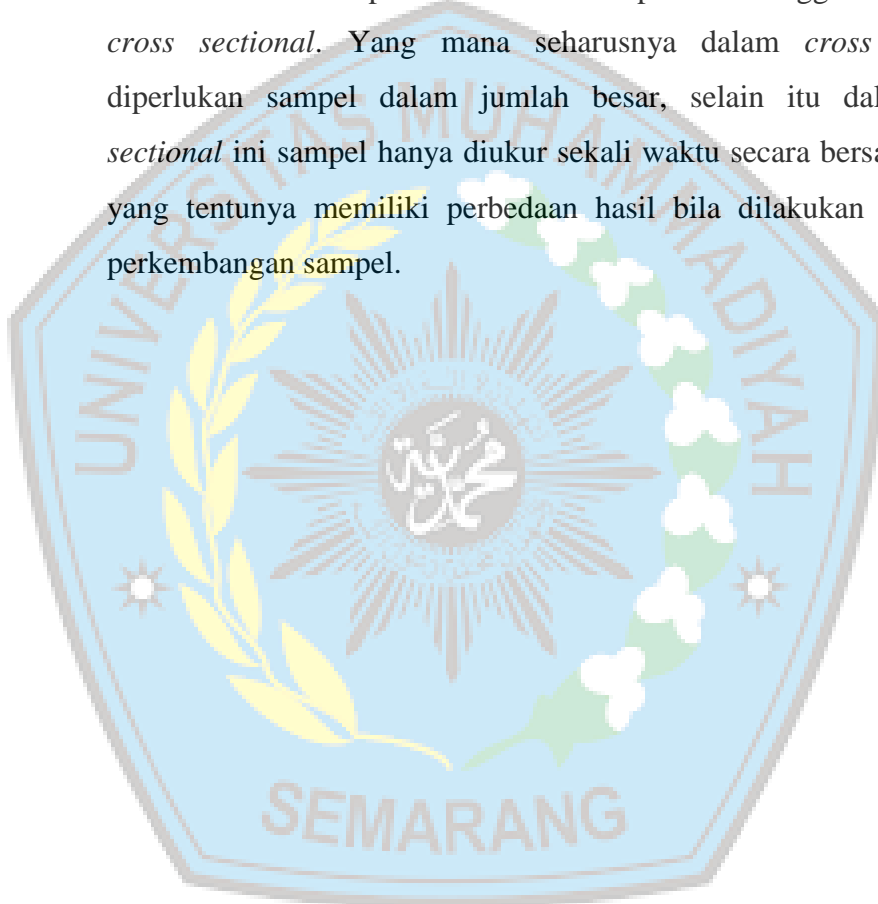 cross sectional. Yang mana seharusnya dalam cross
diperlukan sampel dalam jumlah besar, selain itu
sectional ini sampel hanya diukur sekali waktu secara
yang tentunya memiliki perbedaan hasil bila dilakukan
perkembangan sampel.
UNIVERSITAS MUHAMMADIYAH
SEMARANG